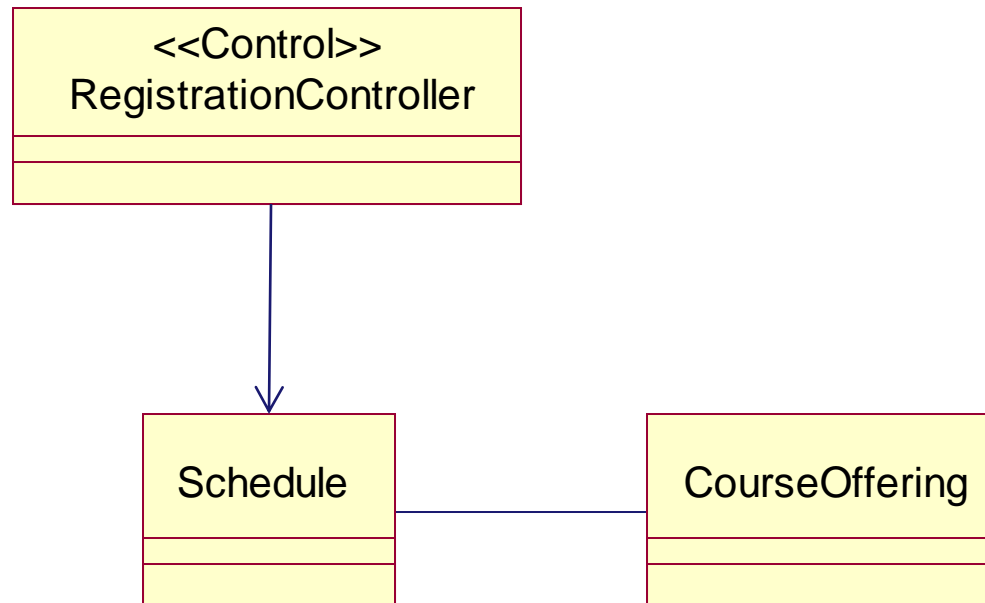 <<Control>>
RegistrationController
Schedule
CourseOffering